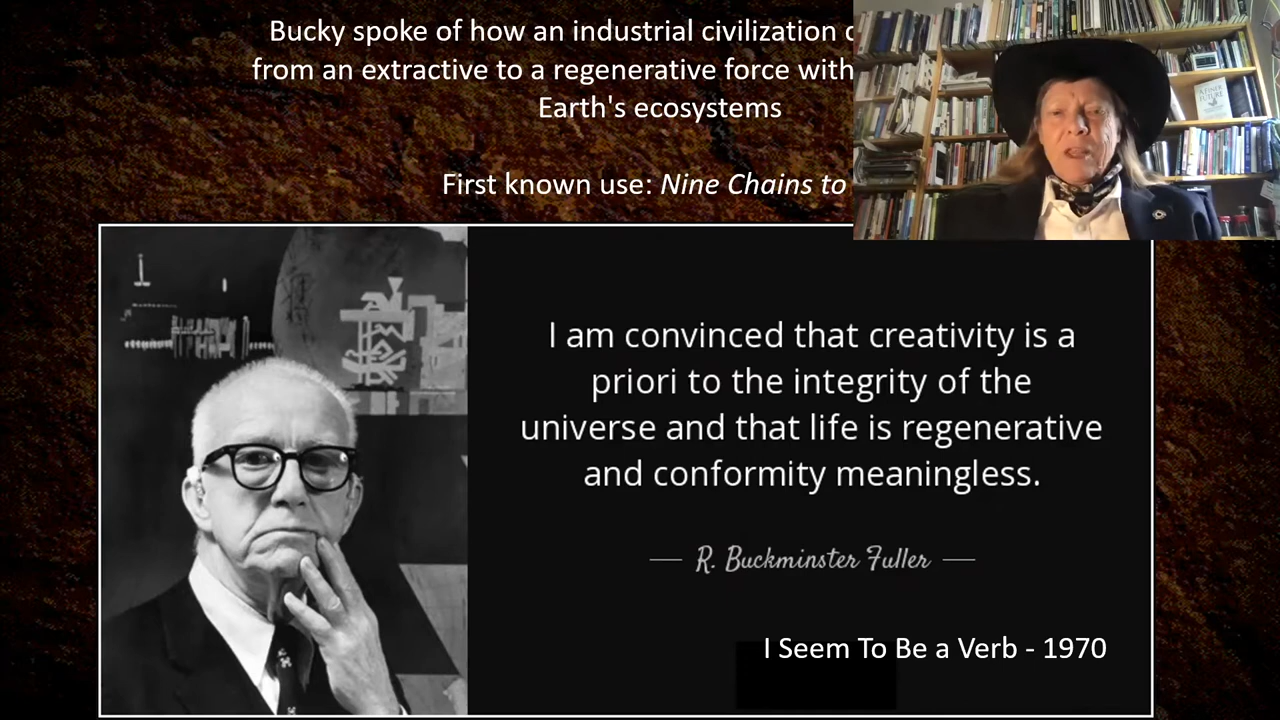 Bucky spoke of how an industrial civilization
from an extractive to a regenerative force with
Earth's ecosystems
First known use: Nine Chains to
A FINER
FUTURE
I am convinced that creativity is a
priori to the integrity of the
universe and that life is regenerative
and conformity meaningless.
R. Buckminster Fuller
I Seem To Be a Verb - 1970